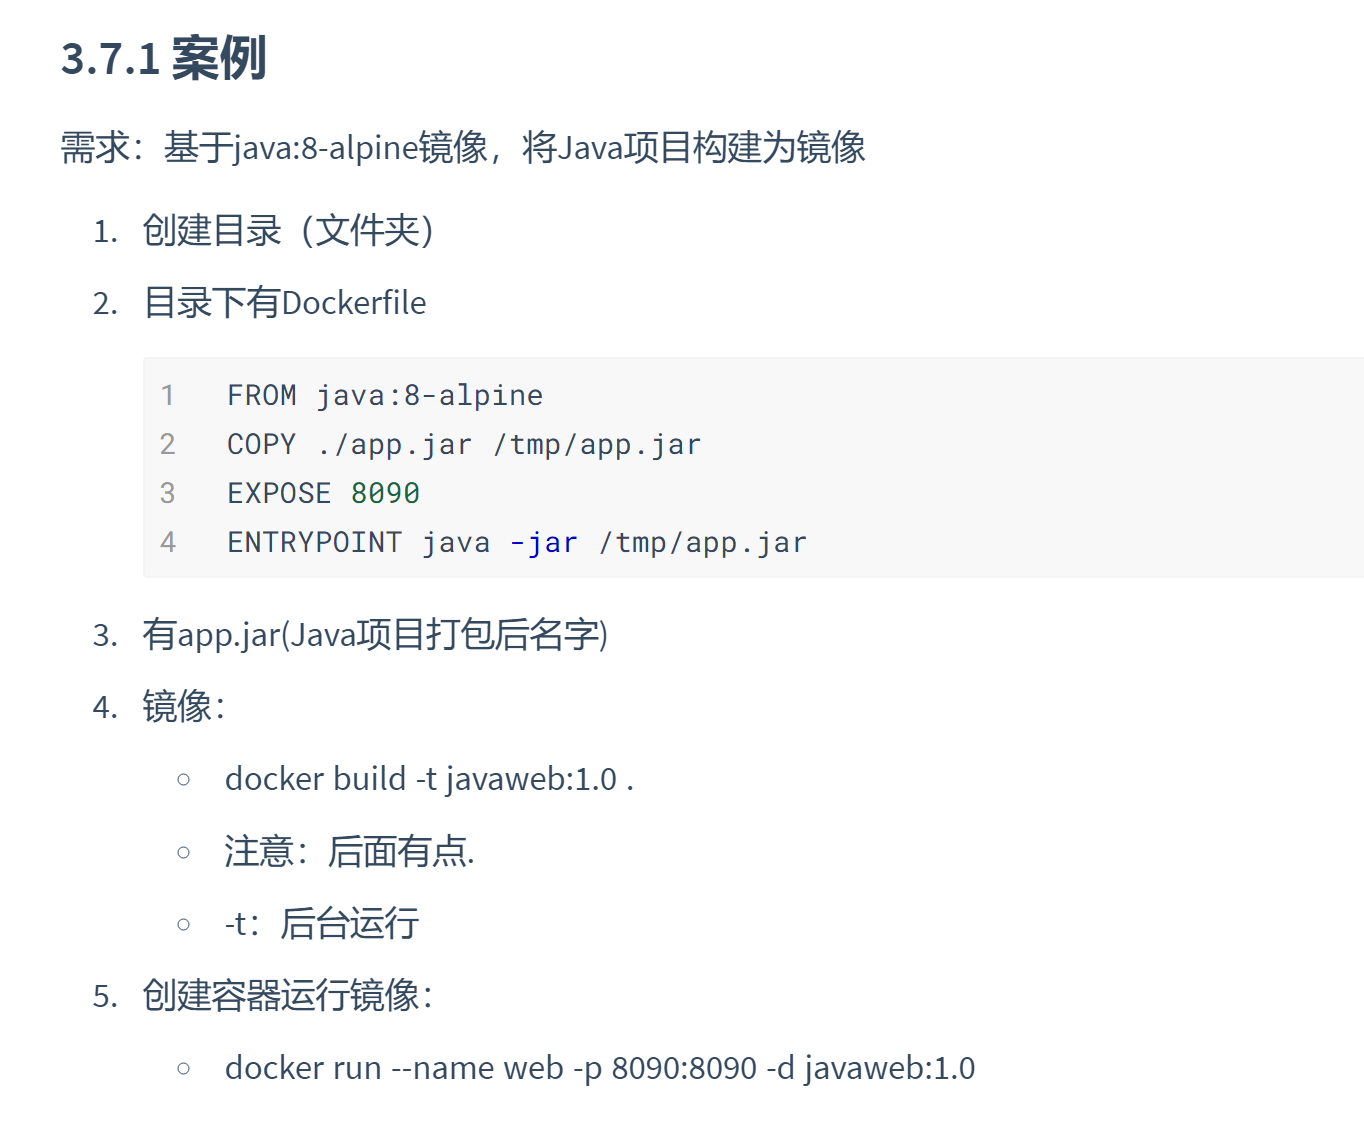 3.7.1 案例
需求：基于java:8-alpine镜像，将Java项目构建为镜像
1. 创建目录（文件夹）
2. 目录下有Dockerfile
1 FROM java:8-alpine
2 COPY ./app.jar /tmp/app.jar
3 EXPOSE 8090
4 ENTRYPOINT java -jar /tmp/app.jar
3. 有app.jar(Java项目打包后名字)
4. 镜像：
○ docker build -t javaweb:1.0 .
○ 注意：后面有点.
○ -t：后台运行
5. 创建容器运行镜像：
○ docker run --name web -p 8090:8090 -d javaweb:1.0